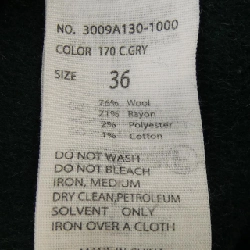 NO. 3009A130-1000
COLOR 170 C.GRY
SIZE 36
76% Wool
21% Rayon
2% Polyester
1% Cotton
DO NOT WASH
DO NOT BLEACH
IRON, MEDIUM
DRY CLEAN,PETROLEUM
SOLVENT ONLY
IRON OVER A CLOTH